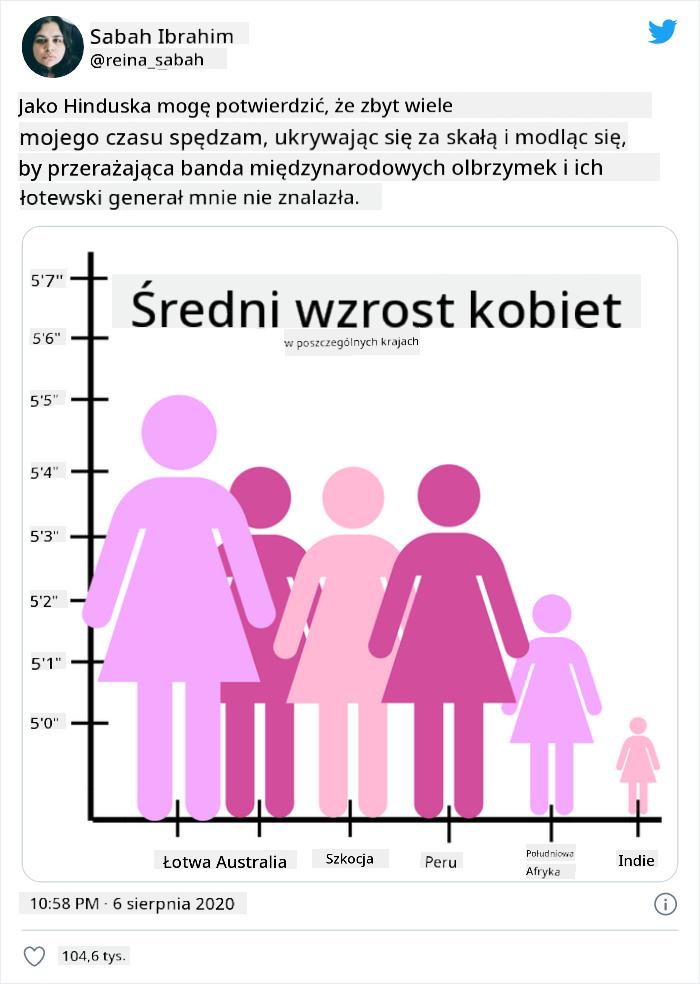 Sabah Ibrahim
@reina_sabah
Jako Hinduska mogę potwierdzić, że zbyt wiele
mojego czasu spędzam, ukrywając się za skałą i modląc się,
by przerażająca banda międzynarodowych olbrzymek i ich
łotewski generał mnie nie znalazła.
Średni wzrost kobiet
w poszczególnych krajach
5'7"
5'6"
5'5"
5'4"
5'3"
5'2"
5'1"
5'0"
Łotwa Australia Szkocja Peru Południowa Afryka Indie
10:58 PM · 6 sierpnia 2020
104,6 tys.